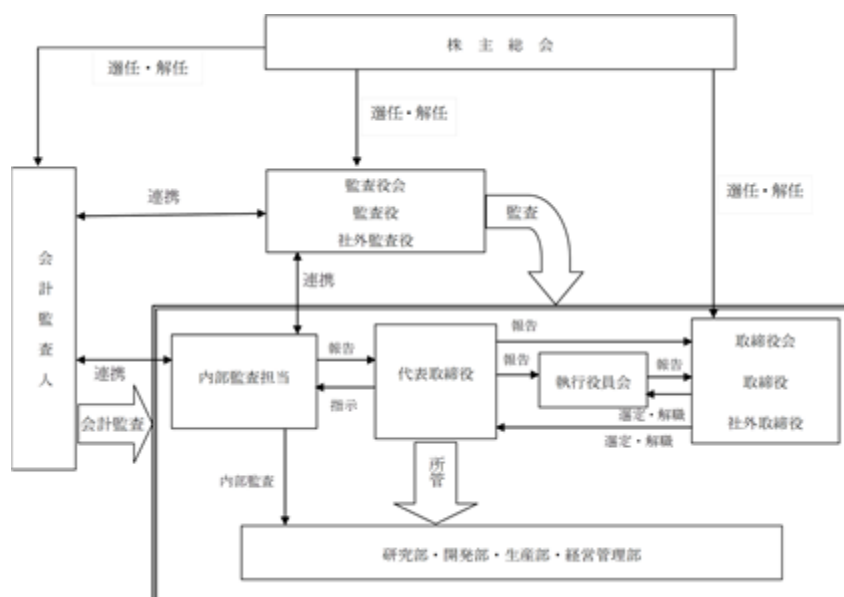 株主総会
選任・解任
選任・解任
選任・解任
連携
監査役会
監査役
社外監査役
監査
会計監査人
連携
連携
会計監査
内部監査担当
報告
指示
代表取締役
報告
報告
執行役員会
報告
選定・解職
選定・解職
取締役会
取締役
社外取締役
内部監査
所管
研究部・開発部・生産部・経営管理部